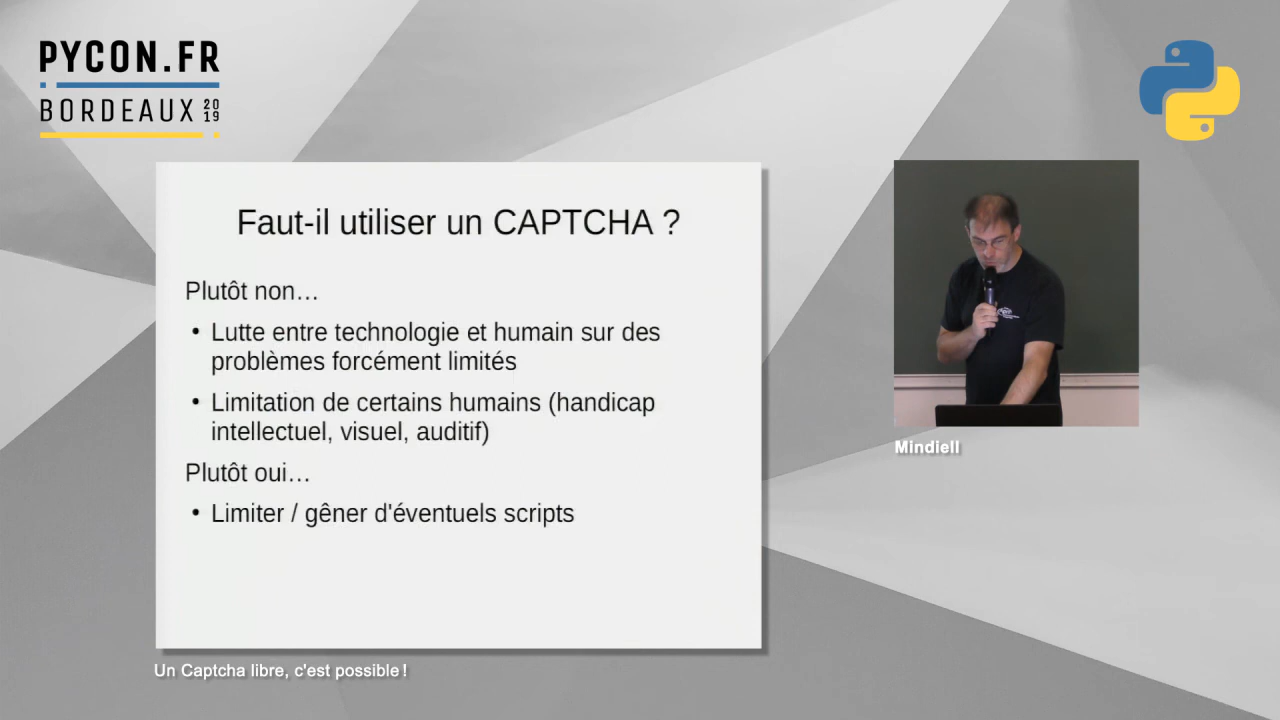 PYCON.FR
BORDEAUX 2019
Faut-il utiliser un CAPTCHA ?
Plutôt non…
• Lutte entre technologie et humain sur des
problèmes forcément limités
• Limitation de certains humains (handicap
intellectuel, visuel, auditif)
Plutôt oui…
• Limiter / gêner d'éventuels scripts
Mindiell
Un Captcha libre, c'est possible !